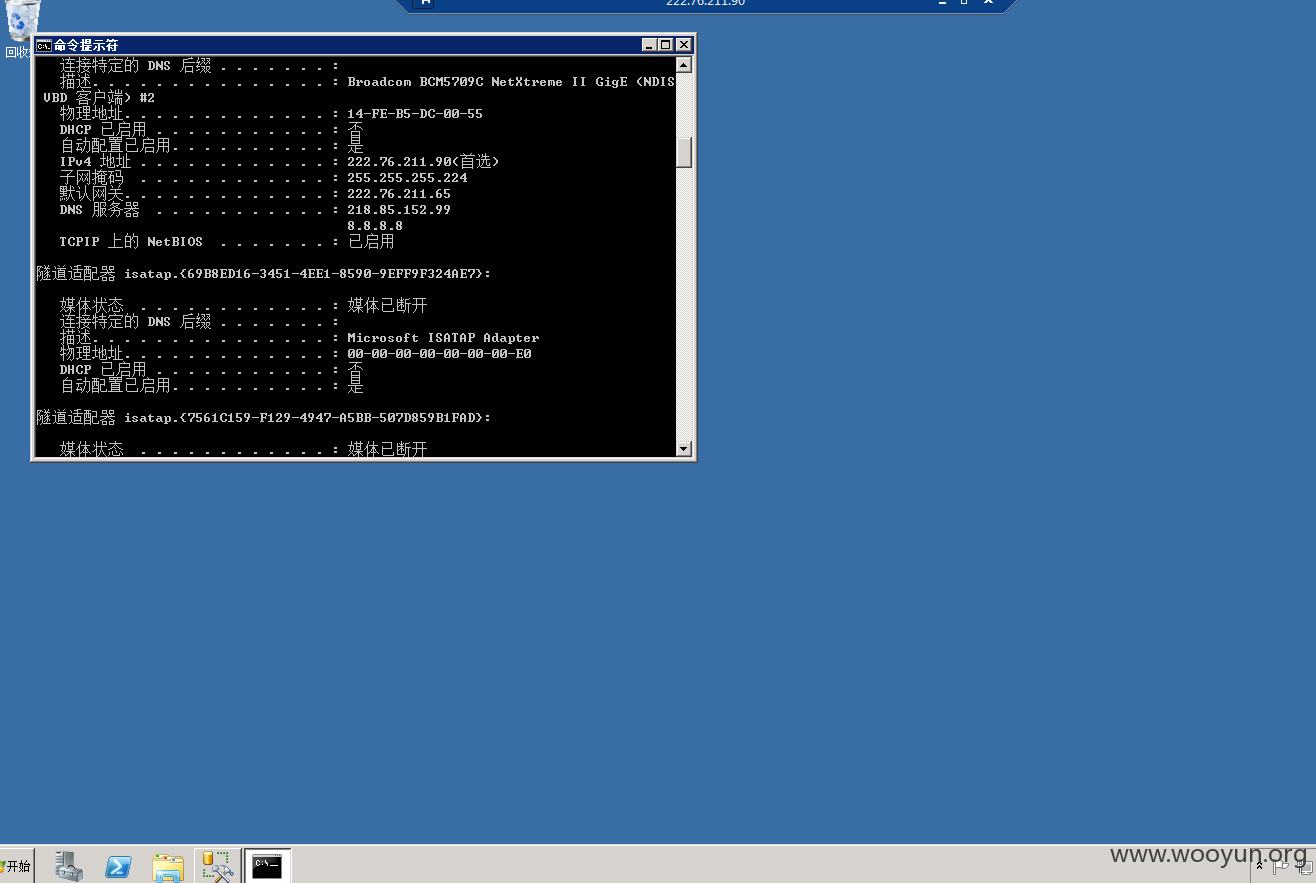 222.76.211.90
回收
命令提示符
连接特定的 DNS 后缀 . . . . . . . :
描述. . . . . . . . . . . . . . . : Broadcom BCM5709C NetXtreme II GigE (NDIS
VBD 客户端) #2
物理地址. . . . . . . . . . . . . : 14-FE-B5-DC-00-55
DHCP 已启用 . . . . . . . . . . . : 否
自动配置已启用. . . . . . . . . . : 是
IPv4 地址 . . . . . . . . . . . . : 222.76.211.90(首选)
子网掩码  . . . . . . . . . . . . : 255.255.255.224
默认网关. . . . . . . . . . . . . : 222.76.211.65
DNS 服务器  . . . . . . . . . . . : 218.85.152.99
8.8.8.8
TCPIP 上的 NetBIOS  . . . . . . . : 已启用
隧道适配器 isatap.{69B8ED16-3451-4EE1-8590-9EFF9F324AE7}:
媒体状态  . . . . . . . . . . . . : 媒体已断开
连接特定的 DNS 后缀 . . . . . . . :
描述. . . . . . . . . . . . . . . : Microsoft ISATAP Adapter
物理地址. . . . . . . . . . . . . : 00-00-00-00-00-00-00-E0
DHCP 已启用 . . . . . . . . . . . : 否
自动配置已启用. . . . . . . . . . : 是
隧道适配器 isatap.{7561C159-F129-4947-A5BB-507D859B1FAD}:
媒体状态  . . . . . . . . . . . . : 媒体已断开
开始
C:\_
www.wooyun.org